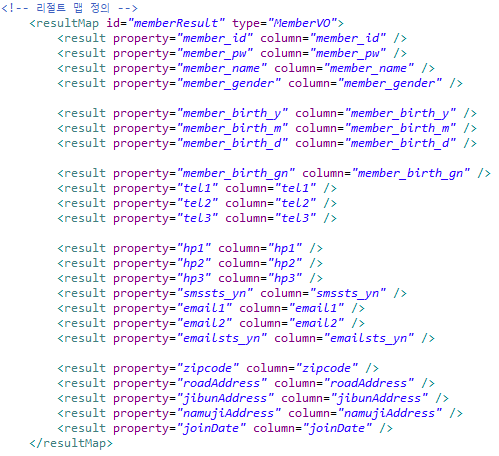 <!-- 리절트 맵 정의 -->
<resultMap id="memberResult" type="MemberVO">
<result property="member_id" column="member_id" />
<result property="member_pw" column="member_pw" />
<result property="member_name" column="member_name" />
<result property="member_gender" column="member_gender" />
<result property="member_birth_y" column="member_birth_y" />
<result property="member_birth_m" column="member_birth_m" />
<result property="member_birth_d" column="member_birth_d" />
<result property="member_birth_gn" column="member_birth_gn" />
<result property="tel1" column="tel1" />
<result property="tel2" column="tel2" />
<result property="tel3" column="tel3" />
<result property="hp1" column="hp1" />
<result property="hp2" column="hp2" />
<result property="hp3" column="hp3" />
<result property="smssts_yn" column="smssts_yn" />
<result property="email1" column="email1" />
<result property="email2" column="email2" />
<result property="emailsts_yn" column="emailsts_yn" />
<result property="zipcode" column="zipcode" />
<result property="roadAddress" column="roadAddress" />
<result property="jibunAddress" column="jibunAddress" />
<result property="namujiAddress" column="namujiAddress" />
<result property="joinDate" column="joinDate" />
</resultMap>